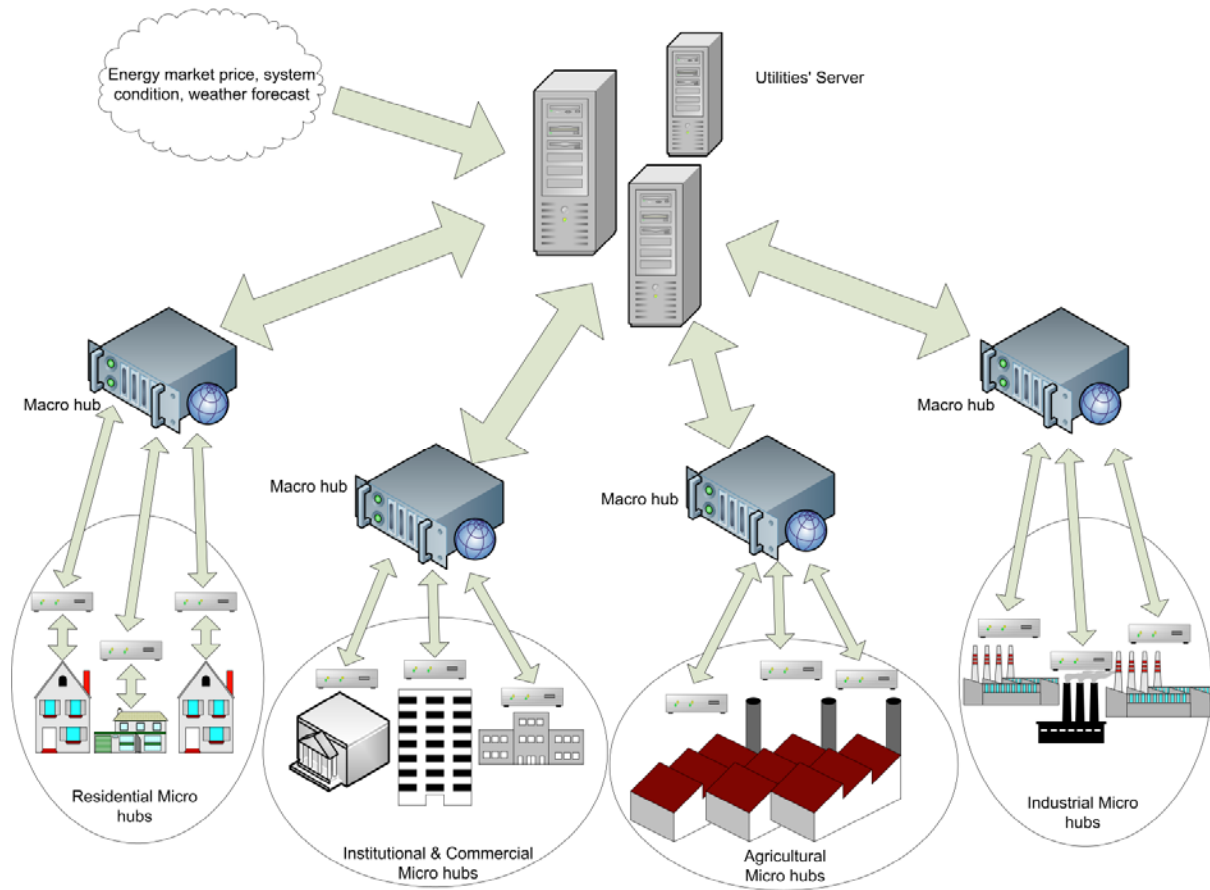 Energy market price, system
condition, weather forecast
Utilities' Server
Macro hub
Macro hub
Macro hub
Macro hub
Residential Micro
hubs
Institutional & Commercial
Micro hubs
Agricultural
Micro hubs
Industrial Micro
hubs